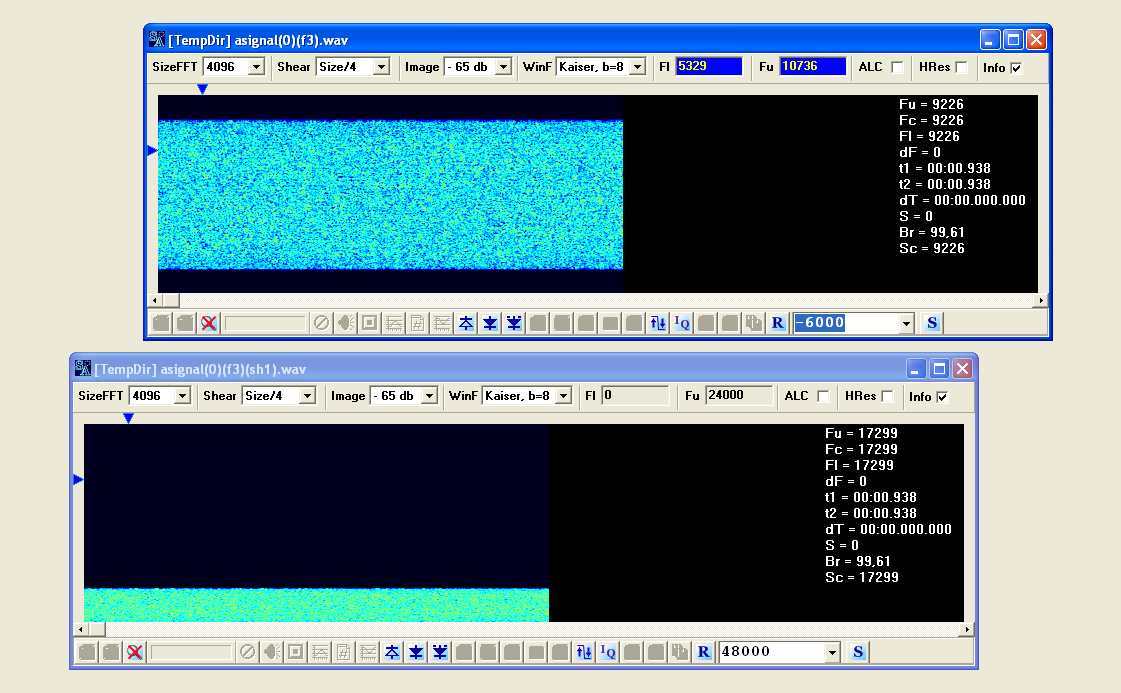 [TempDir] asignal(0)(f3).wav
SizeFFT 4096 Shear Size/4 Image - 65 db WinF Kaiser, b=8 Fl 5329 Fu 10736 ALC HRes Info
Fu = 9226
Fc = 9226
Fl = 9226
dF = 0
t1 = 00:00.938
t2 = 00:00.938
dT = 00:00.000.000
S = 0
Br = 99,61
Sc = 9226
# IQ R -6000 S
[TempDir] asignal(0)(f3)(sh1).wav
SizeFFT 4096 Shear Size/4 Image - 65 db WinF Kaiser, b=8 Fl 0 Fu 24000 ALC HRes Info
Fu = 17299
Fc = 17299
Fl = 17299
dF = 0
t1 = 00:00.938
t2 = 00:00.938
dT = 00:00.000.000
S = 0
Br = 99,61
Sc = 17299
# IQ R 48000 S